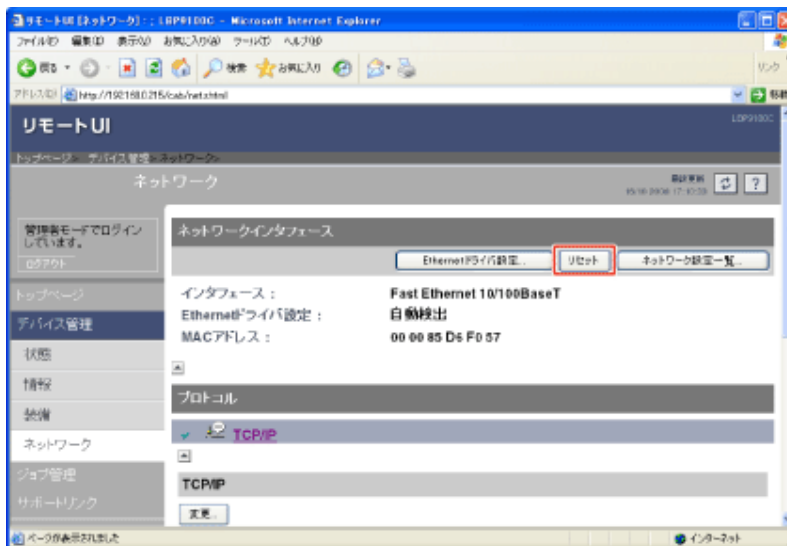 リモートUI [ネットワーク] : ; LBP9100C - Microsoft Internet Explorer
ファイル(F) 編集(E) 表示(V) お気に入り(A) ツール(T) ヘルプ(H)
戻る 検索 お気に入り リンク
アドレス(D) http://192.168.0.215/cab/net.shtml 移動
リモートUI LBP9100C
トップページ> デバイス管理> ネットワーク>
ネットワーク 最終更新
管理者モードでログイン
しています。
ログアウト
トップページ
デバイス管理
状態
情報
装備
ネットワーク
ジョブ管理
サポートリンク
ネットワークインタフェース
Ethernetドライバ設定.. リセット ネットワーク設定一覧..
インタフェース : Fast Ethernet 10/100BaseT
Ethernetドライバ設定 : 自動検出
MACアドレス : 00 00 85 D6 F0 57
プロトコル
TCP/IP
TCP/IP
変更..
ページが表示されました インターネット